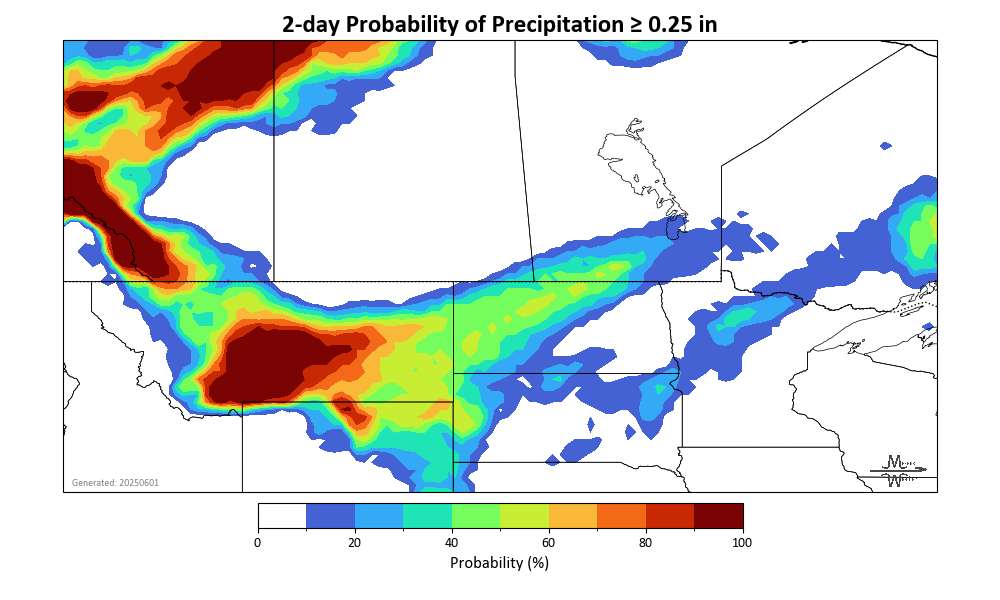 2-day Probability of Precipitation ≥ 0.25 in
Generated: 20250601
0 20 40 60 80 100
Probability (%)